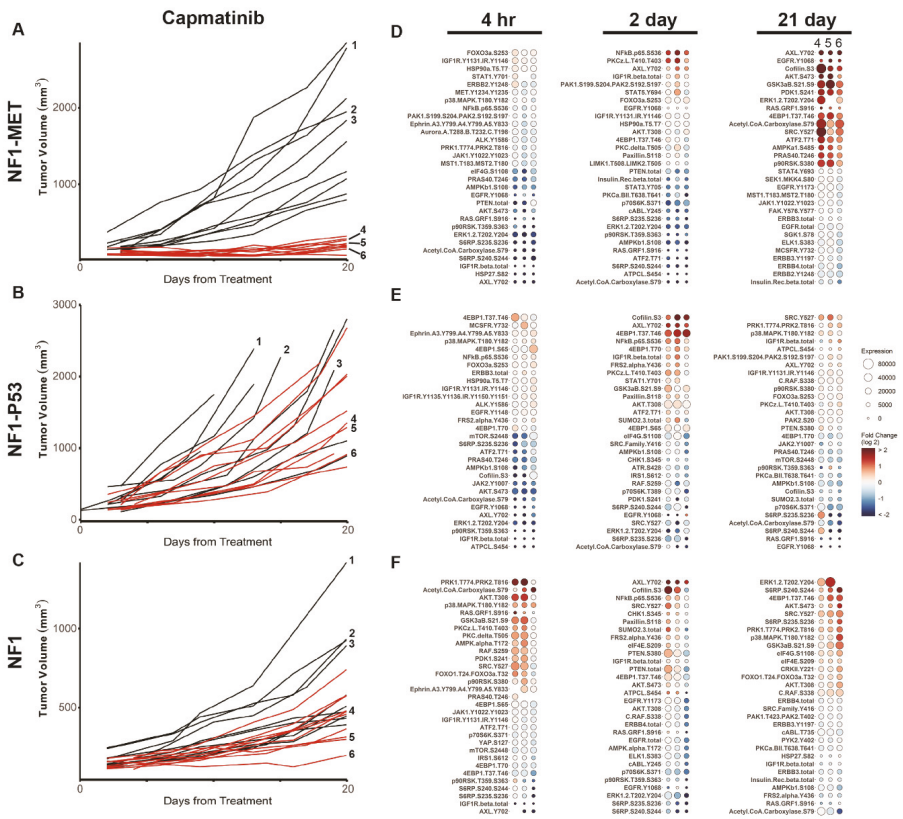 Capmatinib
4 hr
2 day
21 day
A
NF1-MET
Tumor Volume (mm3)
2000
1000
0
20
Days from Treatment
1
2
3
4
5
6
B
NF1-P53
Tumor Volume (mm3)
3000
2000
1000
0
0
20
Days from Treatment
1
2
3
4
5
6
C
NF1
Tumor Volume (mm3)
1000
500
0
20
Days from Treatment
1
2
3
4
5
6
D
FOXO3a.S253
IGF1R.Y1131.IR.Y1146
HSP90a.T5.T7
STAT1.Y701
ERBB2.Y1248
MET.Y1234.Y1235
p38.MAPK.T180.Y182
NFkB.p65.S536
PAK1.S199.S204.PAK2.S192.S197
Ephrin.A3.Y799.A4.Y799.A5.Y833
Aurora.A.T288.B.T232.C.T198
ALK.Y1586
PRK1.T774.PRK2.T816
JAK1.Y1022.Y1023
MST1.T183.MST2.T180
eIF4G.S1108
PRAS40.T246
AMPKb1.S108
EGFR.Y1068
PTEN.total
AKT.S473
RAS.GRF1.S916
p90RSK.T359.S363
ERK1.2.T202.Y204
S6RP.S235.S236
Acetyl.CoA.Carboxylase.S79
S6RP.S240.S244
IGF1R.beta.total
HSP27.S82
AXL.Y702
NFkB.p65.S536
PKCz.L.T410.T403
AXL.Y702
IGF1R.beta.total
PAK1.S199.S204.PAK2.S192.S197
STAT5.Y694
FOXO3a.S253
EGFR.Y1068
IGF1R.Y1131.IR.Y1146
HSP90a.T5.T7
AKT.T308
4EBP1.T37.T46
PKC.delta.T505
Paxillin.S118
LIMK1.T508.LIMK2.T505
PTEN.total
Insulin.Rec.beta.total
STAT3.Y705
PKCa.BII.T638.T641
p70S6K.S371
cABL.Y245
S6RP.S235.S236
ERK1.2.T202.Y204
p90RSK.T359.S363
AMPKb1.S108
RAS.GRF1.S916
ATF2.T71
S6RP.S240.S244
ATPCL.S454
Acetyl.CoA.Carboxylase.S79
4 5 6
AXL.Y702
EGFR.Y1068
Cofilin.S3
AKT.S473
GSK3aB.S21.S9
PDK1.S241
ERK1.2.T202.Y204
RAS.GRF1.S916
4EBP1.T37.T46
Acetyl.CoA.Carboxylase.S79
SRC.Y527
ATF2.T71
AMPKa1.S485
PRAS40.T246
p90RSK.S380
STAT4.Y693
SEK1.MKK4.S80
EGFR.Y1173
MST1.T183.MST2.T180
JAK1.Y1022.Y1023
FAK.Y576.Y577
ERBB3.total
EGFR.total
SGK1.S78
ELK1.S383
MCSFR.Y732
ERBB3.Y1197
ERBB4.total
ERBB2.Y1248
Insulin.Rec.beta.total
E
4EBP1.T37.T46
MCSFR.Y732
Ephrin.A3.Y799.A4.Y799.A5.Y833
p38.MAPK.T180.Y182
4EBP1.S65
NFkB.p65.S536
FOXO3a.S253
ERBB3.total
HSP90a.T5.T7
IGF1R.Y1131.IR.Y1146
IGF1R.Y1135.Y1136.IR.Y1150.Y1151
ALK.Y1586
EGFR.Y1148
FRS2.alpha.Y436
4EBP1.T70
mTOR.S2448
S6RP.S235.S236
ATF2.T71
PRAS40.T246
AMPKb1.S108
Cofilin.S3
JAK2.Y1007
AKT.S473
Acetyl.CoA.Carboxylase.S79
EGFR.Y1068
AXL.Y702
ERK1.2.T202.Y204
p90RSK.T359.S363
IGF1R.beta.total
ATPCL.S454
Cofilin.S3
AXL.Y702
4EBP1.T37.T46
NFkB.p65.S536
4EBP1.T70
IGF1R.beta.total
FRS2.alpha.Y436
PKCz.L.T410.T403
STAT1.Y701
GSK3aB.S21.S9
Paxillin.S118
AKT.T308
ATF2.T71
SUMO2.3.total
4EBP1.S65
eIF4G.S1108
SRC.Family.Y416
AMPKb1.S108
CHK1.S345
ATR.S428
IRS1.S612
RAF.S259
p70S6K.T389
PDK1.S241
S6RP.S240.S244
EGFR.Y1068
SRC.Y527
ERK1.2.T202.Y204
S6RP.S235.S236
Acetyl.CoA.Carboxylase.S79
SRC.Y527
PRK1.T774.PRK2.T816
p38.MAPK.T180.Y182
IGF1R.beta.total
ATPCL.S454
PAK1.S199.S204.PAK2.S192.S197
AXL.Y702
IGF1R.Y1131.IR.Y1146
C.RAF.S338
p90RSK.S380
Paxillin.S118
PKCz.L.T410.T403
AKT.T308
PAK2.S20
PTEN.S380
4EBP1.T70
JAK2.Y1007
PRAS40.T246
mTOR.S2448
p90RSK.T359.S363
PKCa.BII.T638.T641
AMPKb1.S108
Cofilin.S3
SUMO2.3.total
p70S6K.S371
S6RP.S235.S236
Acetyl.CoA.Carboxylase.S79
S6RP.S240.S244
RAS.GRF1.S916
EGFR.Y1068
Expression
80000
40000
20000
5000
0
Fold Change
(log 2)
> 2
1
0
-1
< -2
F
PRK1.T774.PRK2.T816
Acetyl.CoA.Carboxylase.S79
AKT.T308
p38.MAPK.T180.Y182
RAS.GRF1.S916
GSK3aB.S21.S9
PKCz.L.T410.T403
PKC.delta.T505
AMPK.alpha.T172
RAF.S259
PDK1.S241
SRC.Y527
FOXO1.T24.FOXO3a.T32
p90RSK.S380
Ephrin.A3.Y799.A4.Y799.A5.Y833
PRAS40.T246
4EBP1.S65
JAK1.Y1022.Y1023
IGF1R.Y1131.IR.Y1146
ATF2.T71
p70S6K.S371
YAP.S127
mTOR.S2448
IRS1.S612
4EBP1.T70
4EBP1.T37.T46
p90RSK.T359.S363
S6RP.S240.S244
S6RP.S235.S236
IGF1R.beta.total
AXL.Y702
AXL.Y702
Cofilin.S3
NFkB.p65.S536
SRC.Y527
CHK1.S345
Paxillin.S118
SUMO2.3.total
FRS2.alpha.Y436
eIF4E.S209
PTEN.S380
IGF1R.beta.total
PTEN.total
4EBP1.T37.T46
AKT.S473
ATPCL.S454
EGFR.Y1173
AKT.T308
C.RAF.S338
ERBB4.total
RAS.GRF1.S916
EGFR.total
AMPK.alpha.T172
ELK1.S383
cABL.Y245
p70S6K.S371
p90RSK.T359.S363
EGFR.Y1068
ERK1.2.T202.Y204
S6RP.S235.S236
S6RP.S240.S244
ERK1.2.T202.Y204
S6RP.S240.S244
4EBP1.T37.T46
AKT.S473
SRC.Y527
S6RP.S235.S236
PRK1.T774.PRK2.T816
p38.MAPK.T180.Y182
GSK3aB.S21.S9
eIF4G.S1108
eIF4E.S209
CRKII.Y221
FOXO1.T24.FOXO3a.T32
AKT.T308
C.RAF.S338
ERBB4.total
SRC.Family.Y416
PAK1.T423.PAK2.T402
ERBB3.Y1197
cABL.T735
PYK2.Y402
PKCa.BII.T638.T641
HSP27.S82
IGF1R.beta.total
ERBB3.total
Insulin.Rec.beta.total
AMPKb1.S108
FRS2.alpha.Y436
RAS.GRF1.S916
Acetyl.CoA.Carboxylase.S79